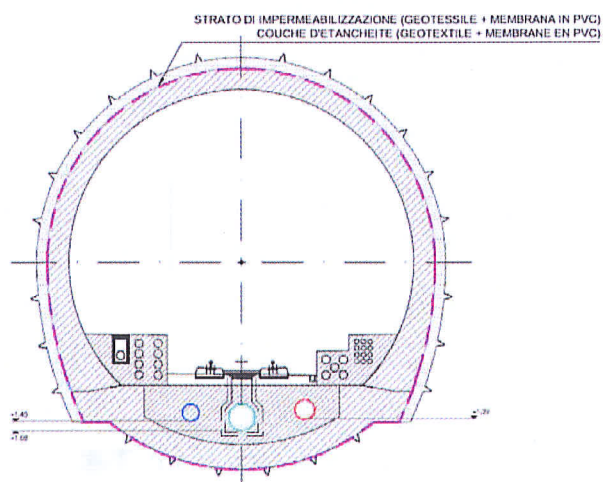 STRATO DI IMPERMEABILIZZAZIONE (GEOTESSILE + MEMBRANA IN PVC)
COUCHE D'ETANCHEITE (GEOTEXTILE + MEMBRANE EN PVC)